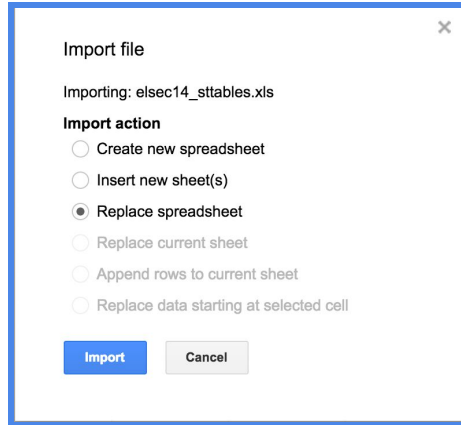 Import file
Importing: elsec14_sttables.xls
Import action
Create new spreadsheet
Insert new sheet(s)
Replace spreadsheet
Replace current sheet
Append rows to current sheet
Replace data starting at selected cell
Import
Cancel